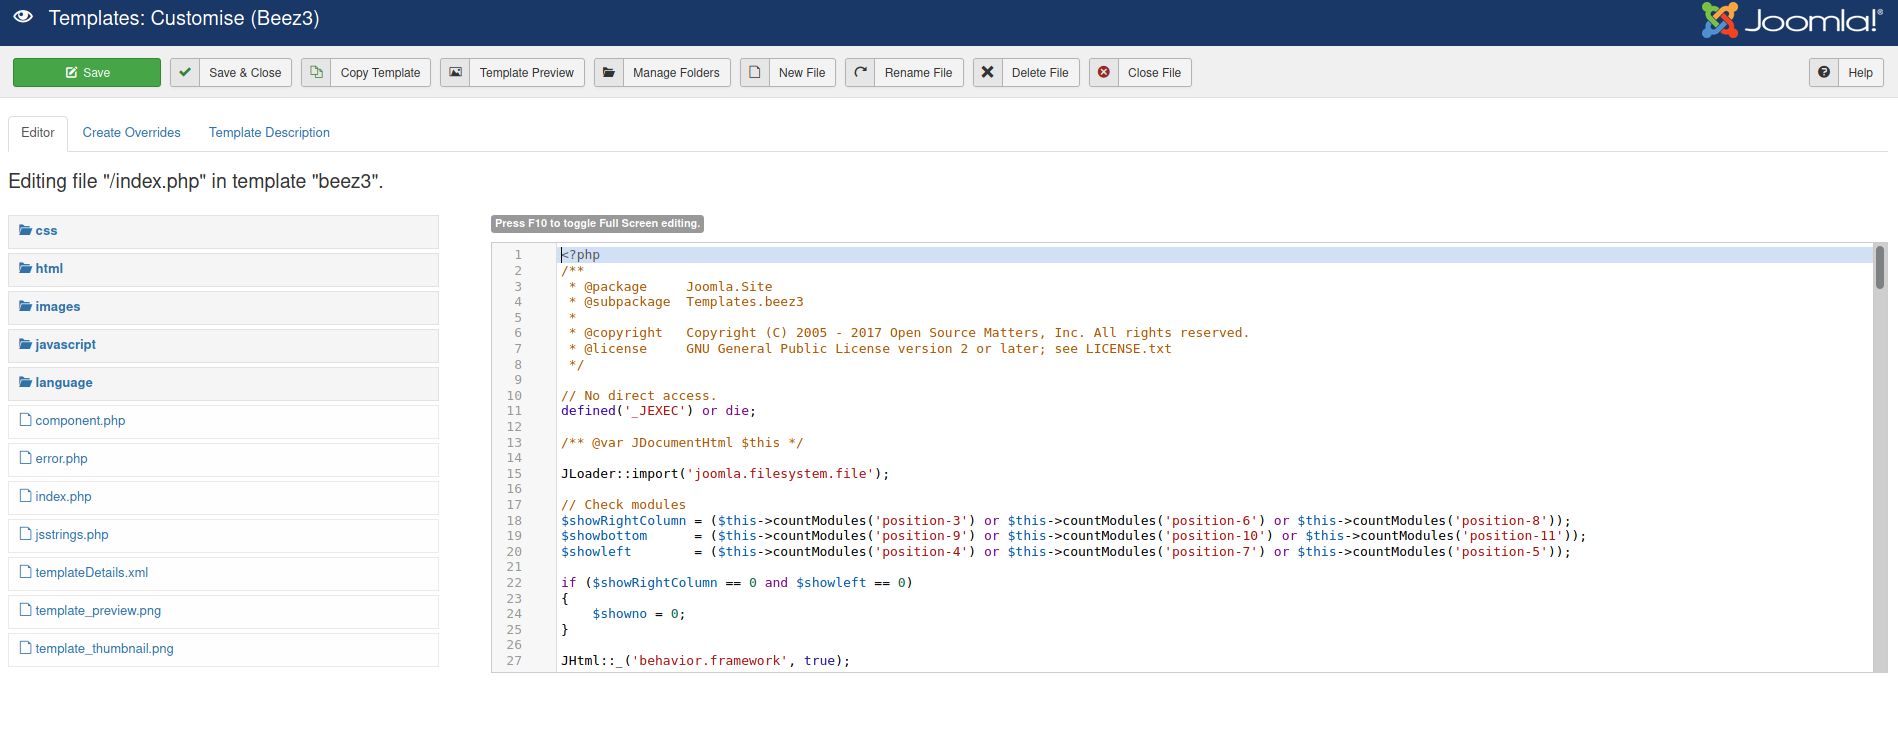 Templates: Customise (Beez3)
Joomla!®
Save
Save & Close
Copy Template
Template Preview
Manage Folders
New File
Rename File
Delete File
Close File
Help
Editor
Create Overrides
Template Description
Editing file "/index.php" in template "beez3".
css
html
images
javascript
language
component.php
error.php
index.php
jsstrings.php
templateDetails.xml
template_preview.png
template_thumbnail.png
Press F10 to toggle Full Screen editing.
1 <?php
2 /**
3  * @package     Joomla.Site
4  * @subpackage  Templates.beez3
5  *
6  * @copyright   Copyright (C) 2005 - 2017 Open Source Matters, Inc. All rights reserved.
7  * @license     GNU General Public License version 2 or later; see LICENSE.txt
8  */
9
10 // No direct access.
11 defined('_JEXEC') or die;
12
13 /** @var JDocumentHtml $this */
14
15 JLoader::import('joomla.filesystem.file');
16
17 // Check modules
18 $showRightColumn = ($this->countModules('position-3') or $this->countModules('position-6') or $this->countModules('position-8'));
19 $showbottom      = ($this->countModules('position-9') or $this->countModules('position-10') or $this->countModules('position-11'));
20 $showleft        = ($this->countModules('position-4') or $this->countModules('position-7') or $this->countModules('position-5'));
21
22 if ($showRightColumn == 0 and $showleft == 0)
23 {
24     $showno = 0;
25 }
26
27 JHtml::_('behavior.framework', true);